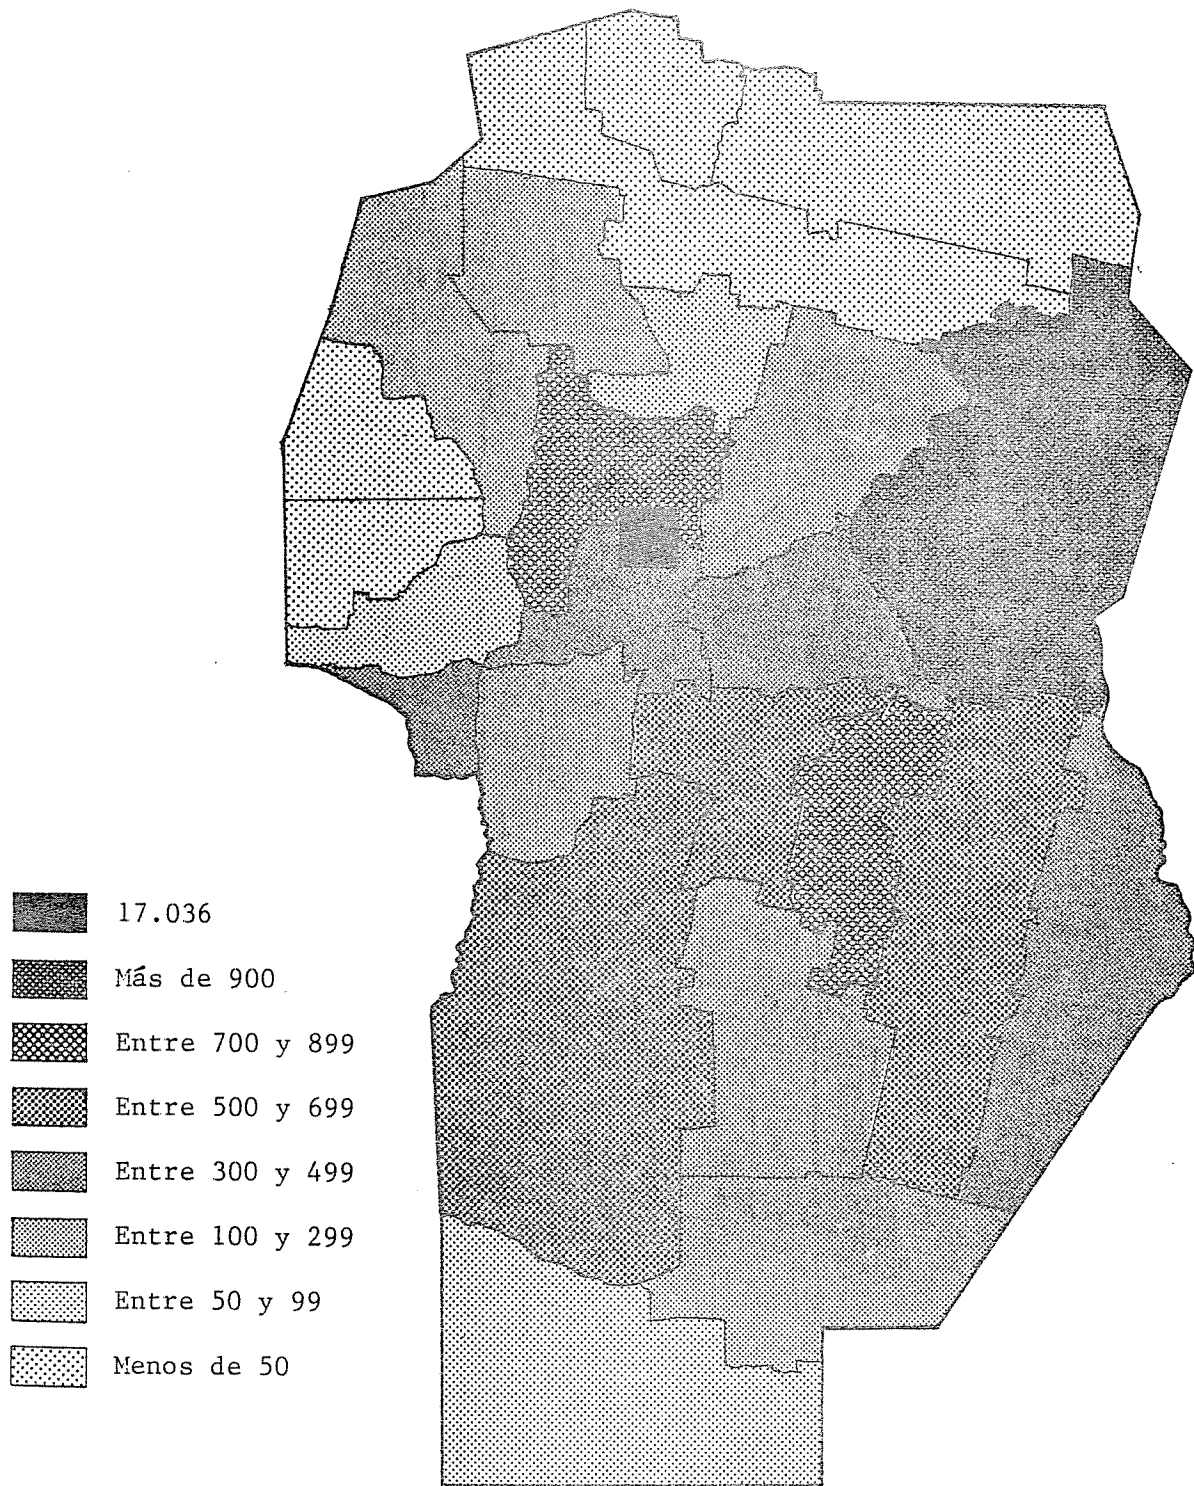 17.036
Más de 900
Entre 700 y 899
Entre 500 y 699
Entre 300 y 499
Entre 100 y 299
Entre 50 y 99
Menos de 50